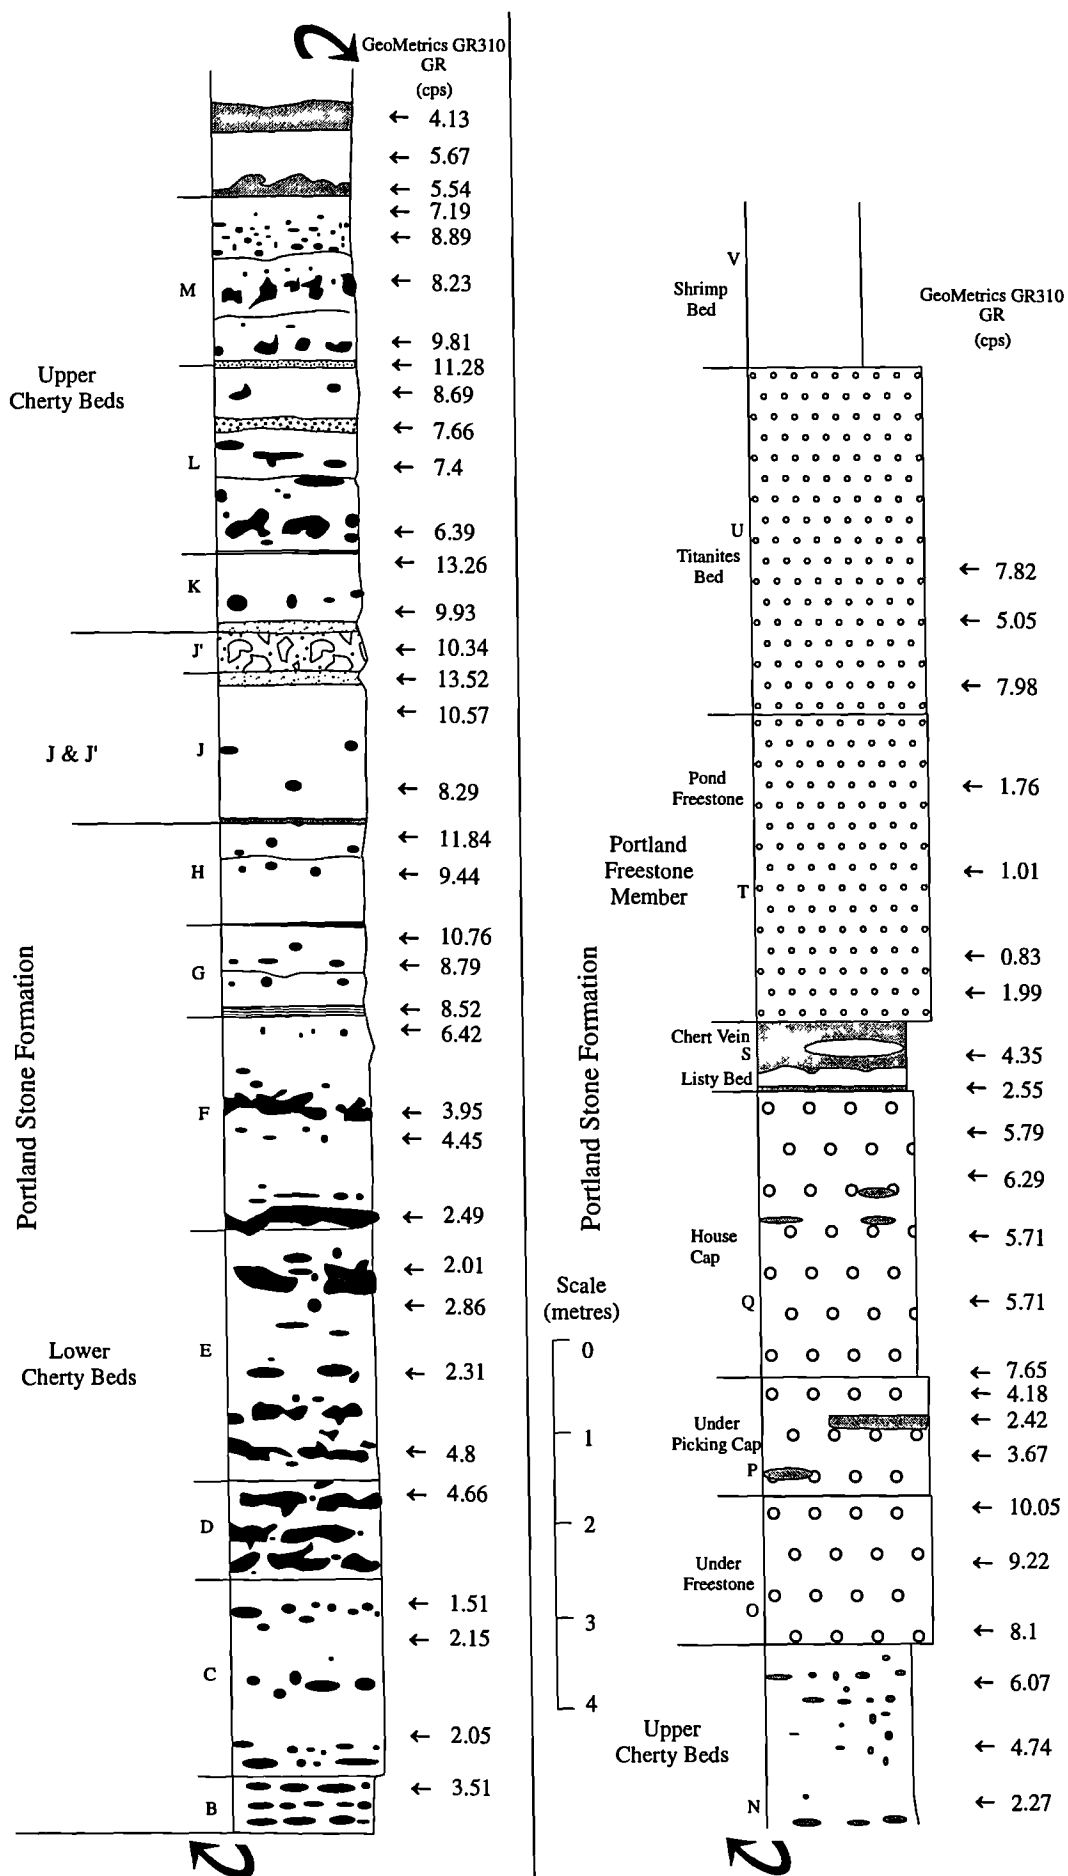 GeoMetrics GR310
GR
(cps)
← 4.13
← 5.67
← 5.54
← 7.19
← 8.89
M
← 8.23
← 9.81
← 11.28
Upper
Cherty Beds
← 8.69
← 7.66
L
← 7.4
← 6.39
← 13.26
K
← 9.93
J'
← 10.34
← 13.52
← 10.57
J & J'
J
← 8.29
← 11.84
H
← 9.44
← 10.76
G
← 8.79
← 8.52
← 6.42
Portland Stone Formation
F
← 3.95
← 4.45
← 2.49
← 2.01
← 2.86
Lower
Cherty Beds
E
← 2.31
← 4.8
← 4.66
D
← 1.51
← 2.15
C
← 2.05
← 3.51
B
V
Shrimp
Bed
GeoMetrics GR310
GR
(cps)
U
Titanites
Bed
← 7.82
← 5.05
← 7.98
Pond
Freestone
← 1.76
Portland
Freestone
Member
← 1.01
T
← 0.83
← 1.99
Portland Stone Formation
Chert Vein
S
← 4.35
Listy Bed
← 2.55
← 5.79
← 6.29
House
Cap
← 5.71
Q
← 5.71
← 7.65
← 4.18
← 2.42
Under
Picking Cap
← 3.67
P
← 10.05
← 9.22
Under
Freestone
O
← 8.1
← 6.07
Upper
Cherty Beds
← 4.74
N
← 2.27
Scale
(metres)
0
1
2
3
4